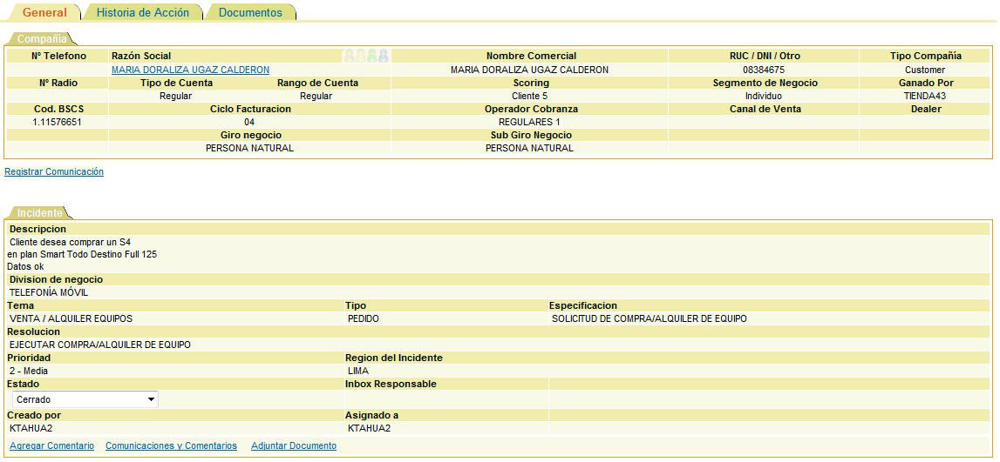 General Historia de Acción Documentos
Compañia
Nº Telefono Razón Social Nombre Comercial RUC / DNI / Otro Tipo Compañía
MARIA DORALIZA UGAZ CALDERON MARIA DORALIZA UGAZ CALDERON 08384675 Customer
Nº Radio Tipo de Cuenta Rango de Cuenta Scoring Segmento de Negocio Ganado Por
Regular Regular Cliente 5 Individuo TIENDA43
Cod. BSCS Ciclo Facturacion Operador Cobranza Canal de Venta Dealer
1.11576651 04 REGULARES 1
Giro negocio Sub Giro Negocio
PERSONA NATURAL PERSONA NATURAL
Registrar Comunicación
Incidente
Descripcion
Cliente desea comprar un S4
en plan Smart Todo Destino Full 125
Datos ok
Division de negocio
TELEFONÍA MÓVIL
Tema Tipo Especificacion
VENTA / ALQUILER EQUIPOS PEDIDO SOLICITUD DE COMPRA/ALQUILER DE EQUIPO
Resolucion
EJECUTAR COMPRA/ALQUILER DE EQUIPO
Prioridad Region del Incidente
2 - Media LIMA
Estado Inbox Responsable
Cerrado
Creado por Asignado a
KTAHUA2 KTAHUA2
Agregar Comentario Comunicaciones y Comentarios Adjuntar Documento